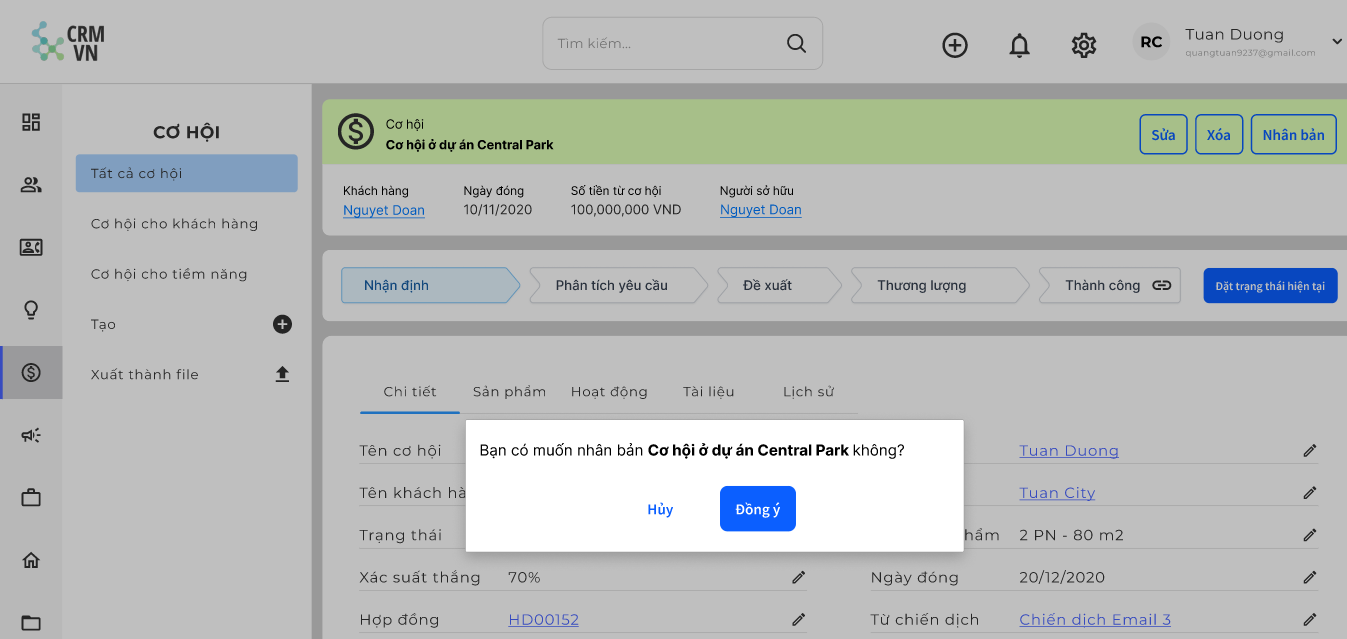 CRM
VN
Tìm kiếm...
RC
Tuan Duong
quangtuan9237@gmail.com
CƠ HỘI
Tất cả cơ hội
Cơ hội cho khách hàng
Cơ hội cho tiềm năng
Tạo
Xuất thành file
Cơ hội
Cơ hội ở dự án Central Park
Sửa
Xóa
Nhân bản
Khách hàng
Nguyet Doan
Ngày đóng
10/11/2020
Số tiền từ cơ hội
100,000,000 VND
Người sở hữu
Nguyet Doan
Nhận định
Phân tích yêu cầu
Đề xuất
Thương lượng
Thành công
Dặt trạng thái hiện tại
Chi tiết
Sản phẩm
Hoạt động
Tài liệu
Lịch sử
Bạn có muốn nhân bản Cơ hội ở dự án Central Park không?
Hủy
Đồng ý
Tên cơ hội
Tuan Duong
Tên khách hà
Tuan City
Trạng thái
hẩm 2 PN - 80 m2
Xác suất thắng 70%
Ngày đóng 20/12/2020
Hợp đồng HD00152
Từ chiến dịch Chiến dịch Email 3